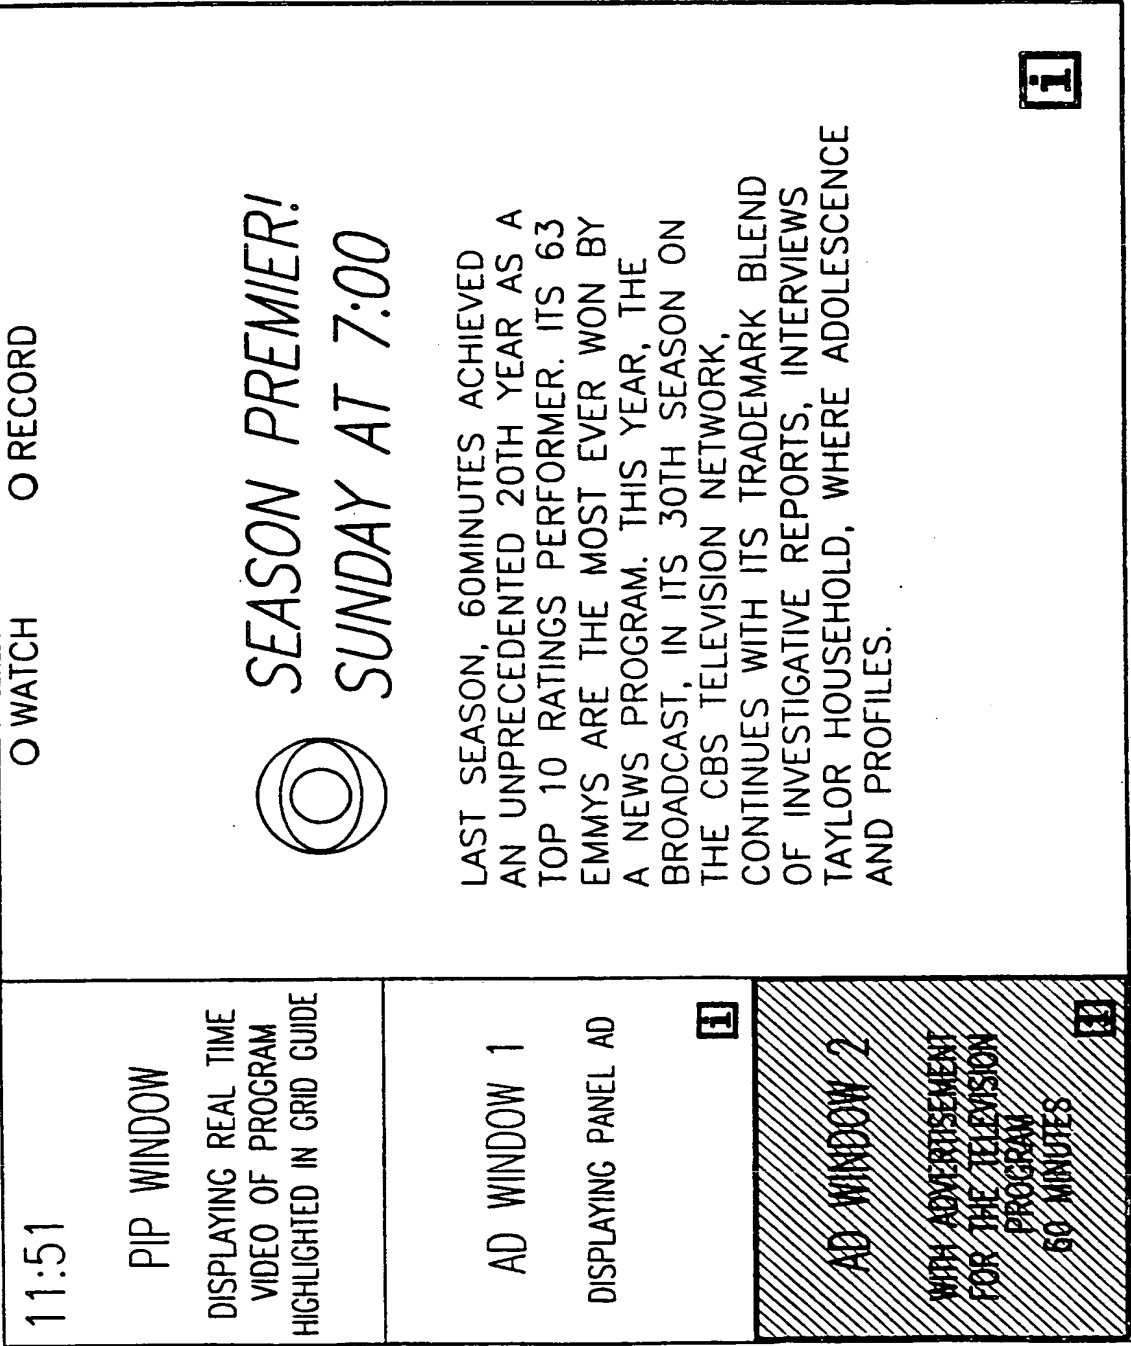 11:51
PIP WINDOW
DISPLAYING REAL TIME
VIDEO OF PROGRAM
HIGHLIGHTED IN GRID GUIDE
AD WINDOW 1
DISPLAYING PANEL AD
i
AD WINDOW 2
WITH ADVERTISEMENT
FOR THE TELEVISION
PROGRAM
60 MINUTES
i
O WATCH O RECORD
SEASON PREMIER!
SUNDAY AT 7:00
LAST SEASON, 60MINUTES ACHIEVED
AN UNPRECEDENTED 20TH YEAR AS A
TOP 10 RATINGS PERFORMER. ITS 63
EMMYS ARE THE MOST EVER WON BY
A NEWS PROGRAM. THIS YEAR, THE
BROADCAST, IN ITS 30TH SEASON ON
THE CBS TELEVISION NETWORK,
CONTINUES WITH ITS TRADEMARK BLEND
OF INVESTIGATIVE REPORTS, INTERVIEWS
TAYLOR HOUSEHOLD, WHERE ADOLESCENCE
AND PROFILES.
i